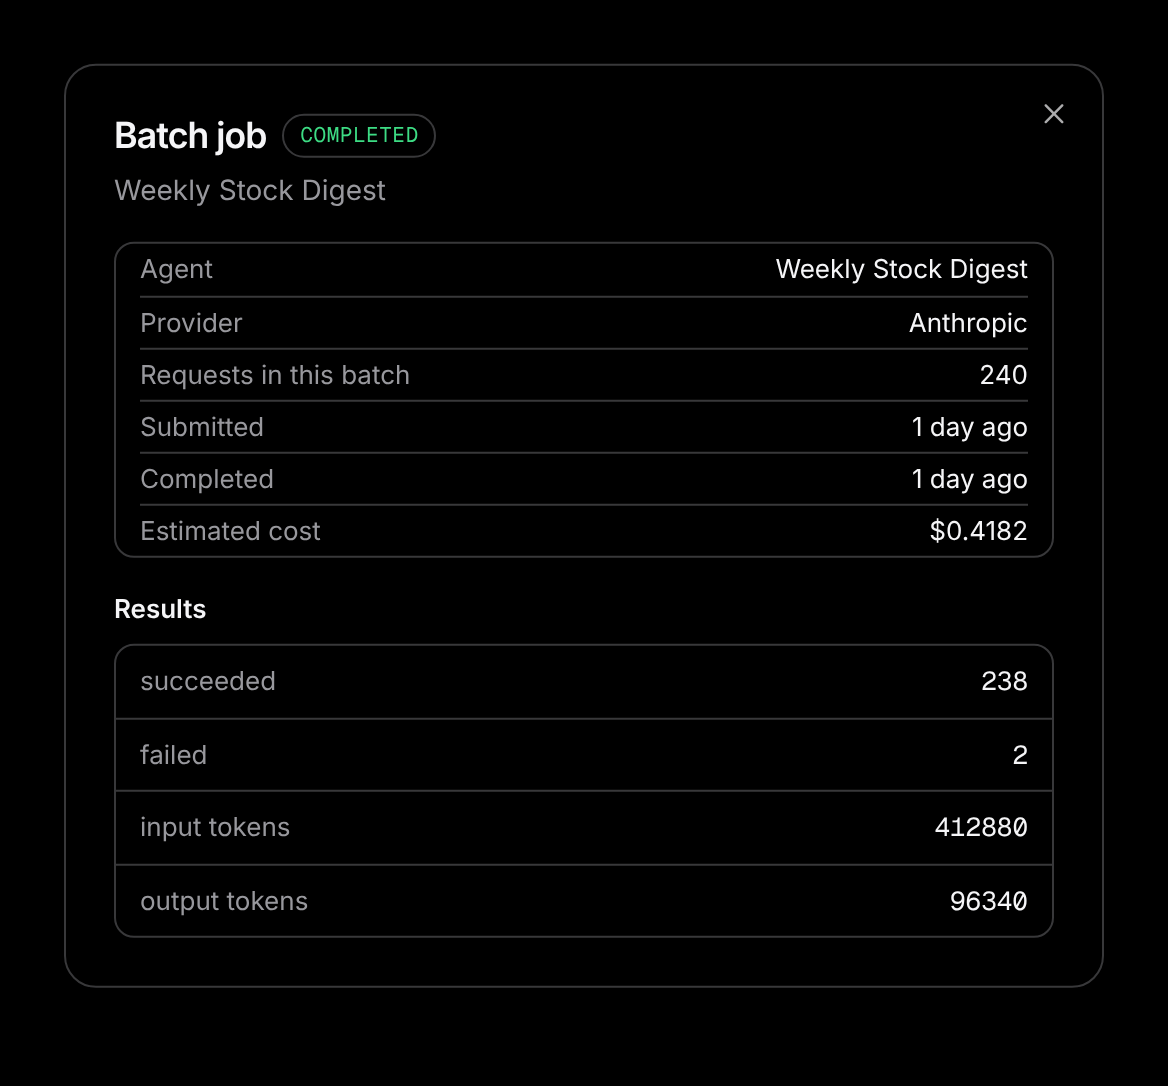 Batch job COMPLETED
Weekly Stock Digest
Agent Weekly Stock Digest
Provider Anthropic
Requests in this batch 240
Submitted 1 day ago
Completed 1 day ago
Estimated cost $0.4182
Results
succeeded 238
failed 2
input tokens 412880
output tokens 96340